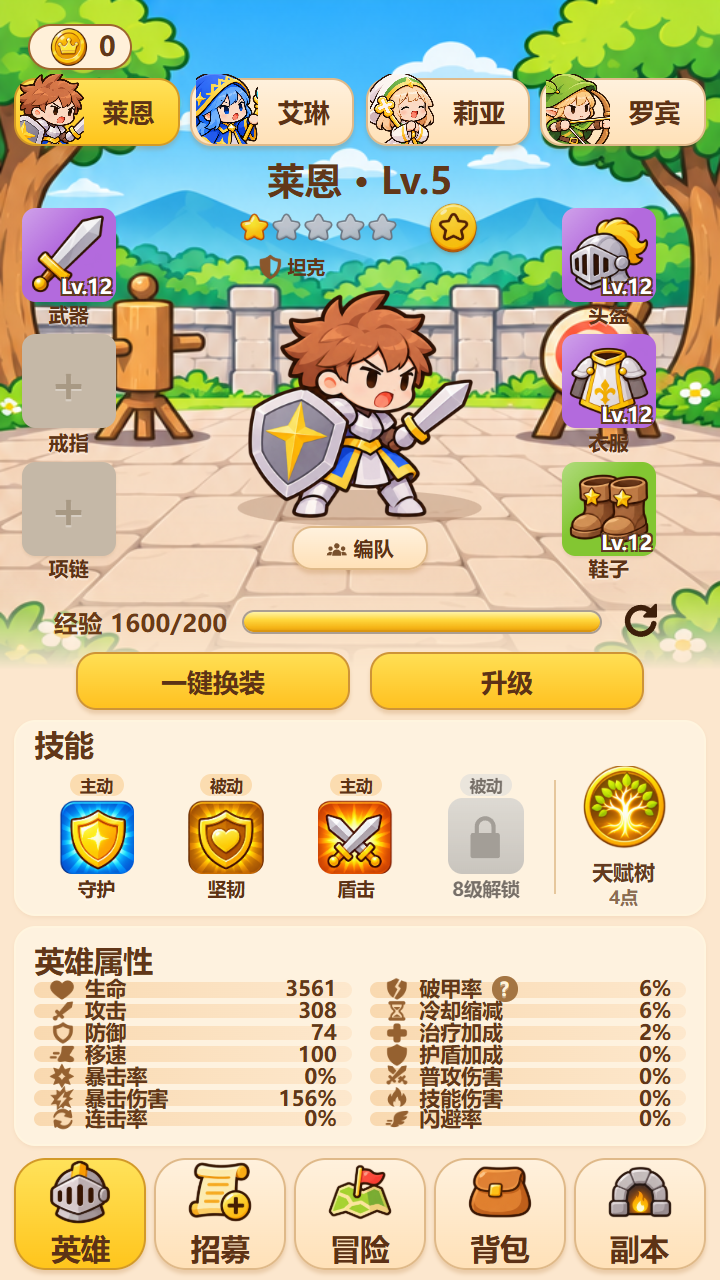 0
莱恩
艾琳
莉亚
罗宾
莱恩·Lv.5
坦克
Lv.12
武器
+
戒指
+
项链
Lv.12
头盔
Lv.12
衣服
Lv.12
鞋子
编队
经验 1600/200
一键换装
升级
技能
主动
被动
主动
被动
守护
坚韧
盾击
8级解锁
天赋树
4点
英雄属性
生命 3561
攻击 308
防御 74
移速 100
暴击率 0%
暴击伤害 156%
连击率 0%
破甲率 ? 6%
冷却缩减 6%
治疗加成 2%
护盾加成 0%
普攻伤害 0%
技能伤害 0%
闪避率 0%
英雄
招募
冒险
背包
副本